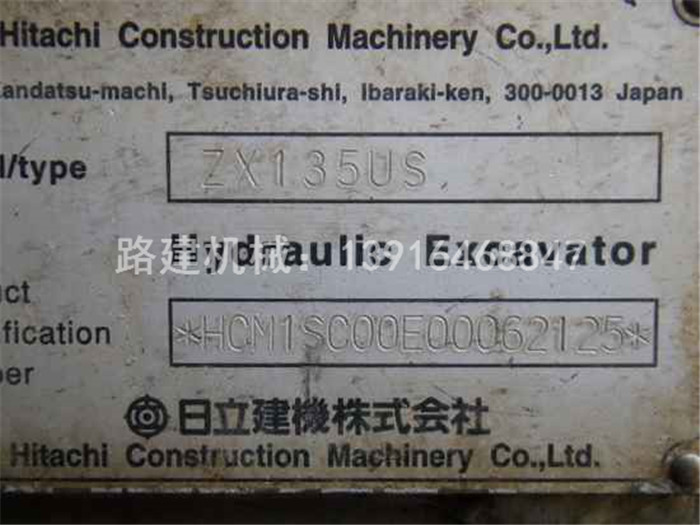 Hitachi Construction Machinery Co.,Ltd.
andatsu-machi, Tsuchiura-shi, Ibaraki-ken, 300-0013 Japan
l/type
ZX135US
路建机械: 13916468847
Hydraulic Excavator
uct
fication
*HCM1SC00E00062125*
ber
日立建機株式会社
Hitachi Construction Machinery Co.,Ltd.